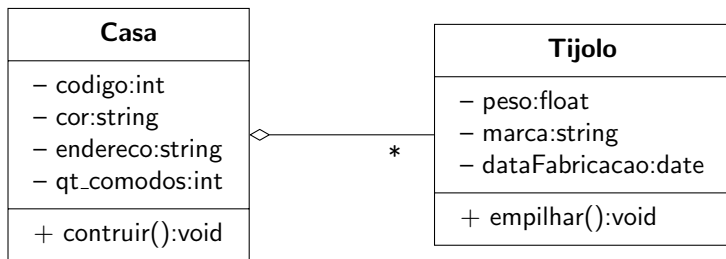 Casa
– codigo:int
– cor:string
– endereco:string
– qt_comodos:int
+ contruir():void
*
Tijolo
– peso:float
– marca:string
– dataFabricacao:date
+ empilhar():void